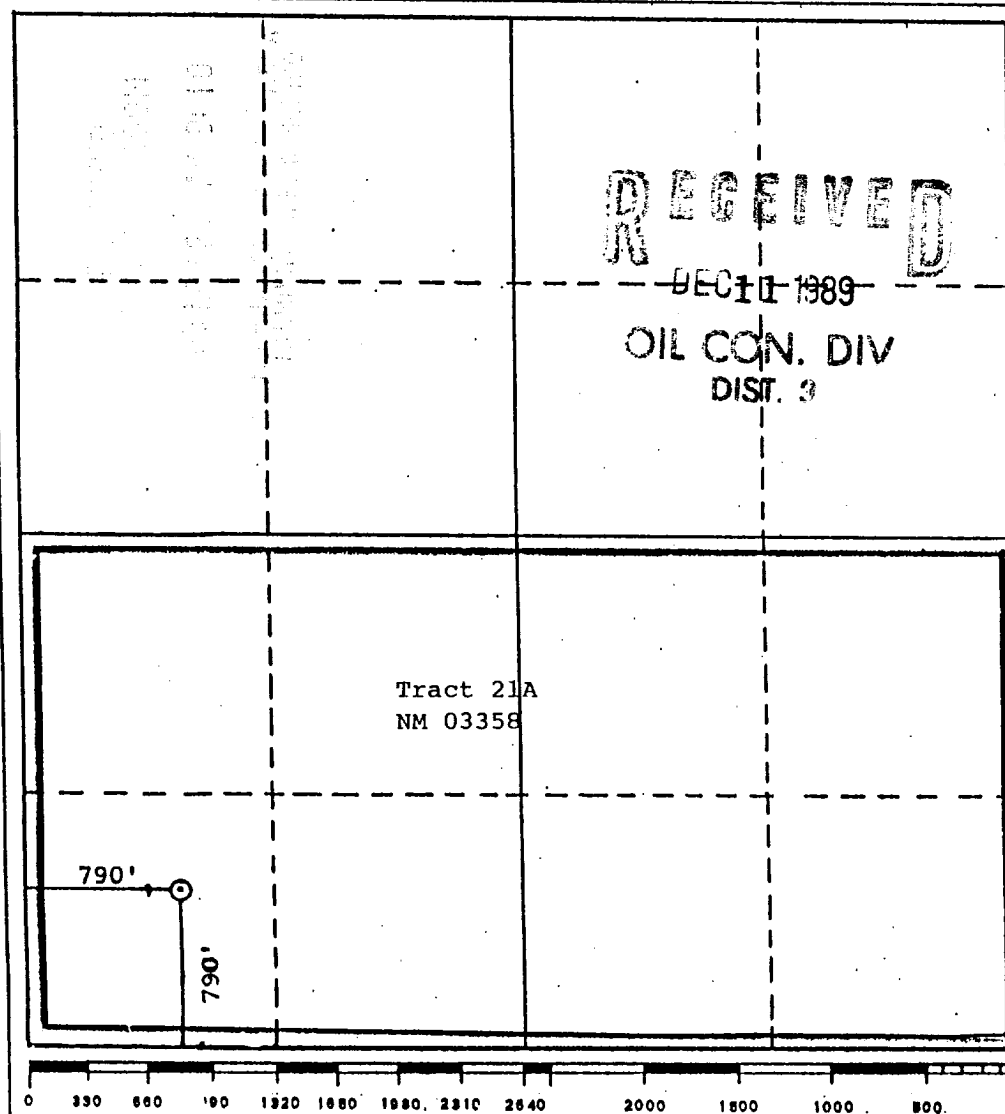 RECEIVED
DEC 11 1989
OIL CON. DIV
DIST. 3
Tract 21A
NM 03358
790'
790'
0 330 660 990 1320 1650 1980. 2310 2640 2000 1500 1000 . 500.